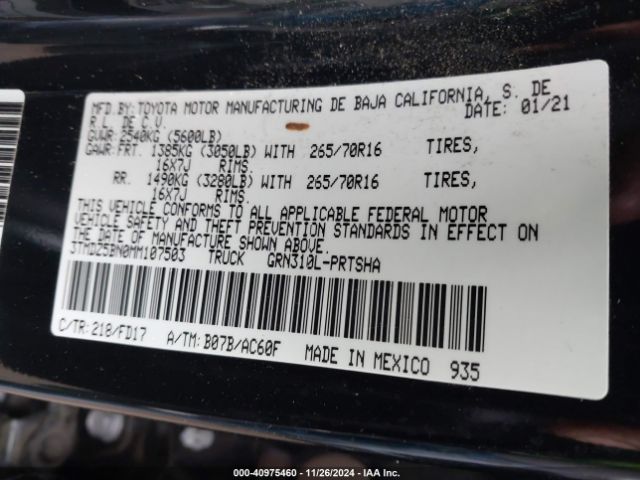 MFD.BY:TOYOTA MOTOR MANUFACTURING DE BAJA CALIFORNIA, S. DE
R.L. DE C.V. DATE: 01/21
GVWR: 2540KG (5600LB)
GAWR: FRT. 1385KG (3050LB) WITH 265/70R16 TIRES,
16X7J RIMS.
RR. 1490KG (3280LB) WITH 265/70R16 TIRES,
16X7J RIMS.
THIS VEHICLE CONFORMS TO ALL APPLICABLE FEDERAL MOTOR
VEHICLE SAFETY AND THEFT PREVENTION STANDARDS IN EFFECT ON
THE DATE OF MANUFACTURE SHOWN ABOVE.
3TMDZ5BN0MM107503 TRUCK GRN310L-PRTSHA
C/TR: 218/FD17 A/TM: B07B/AC60F MADE IN MEXICO 935
000-40975460 | 11/26/2024 | IAA Inc.